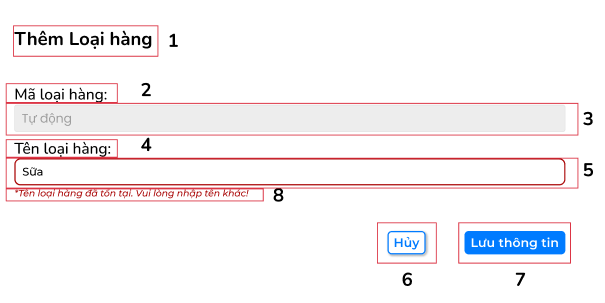 Thêm Loại hàng 1
Mã loại hàng: 2
Tự động 3
Tên loại hàng: 4
Sữa 5
*Tên loại hàng đã tồn tại. Vui lòng nhập tên khác! 8
Hủy Lưu thông tin
6 7